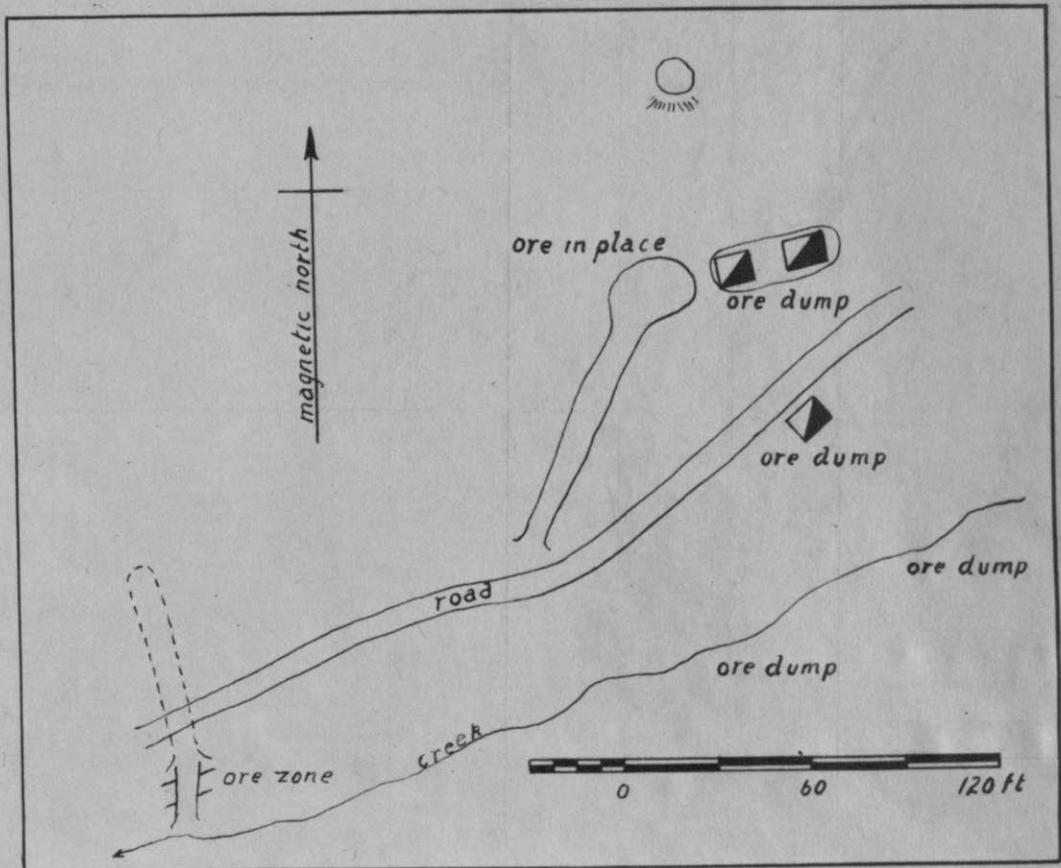 ore in place
magnetic north
ore dump
ore dump
ore dump
road
ore dump
creek
ore zone
0 60 120 ft